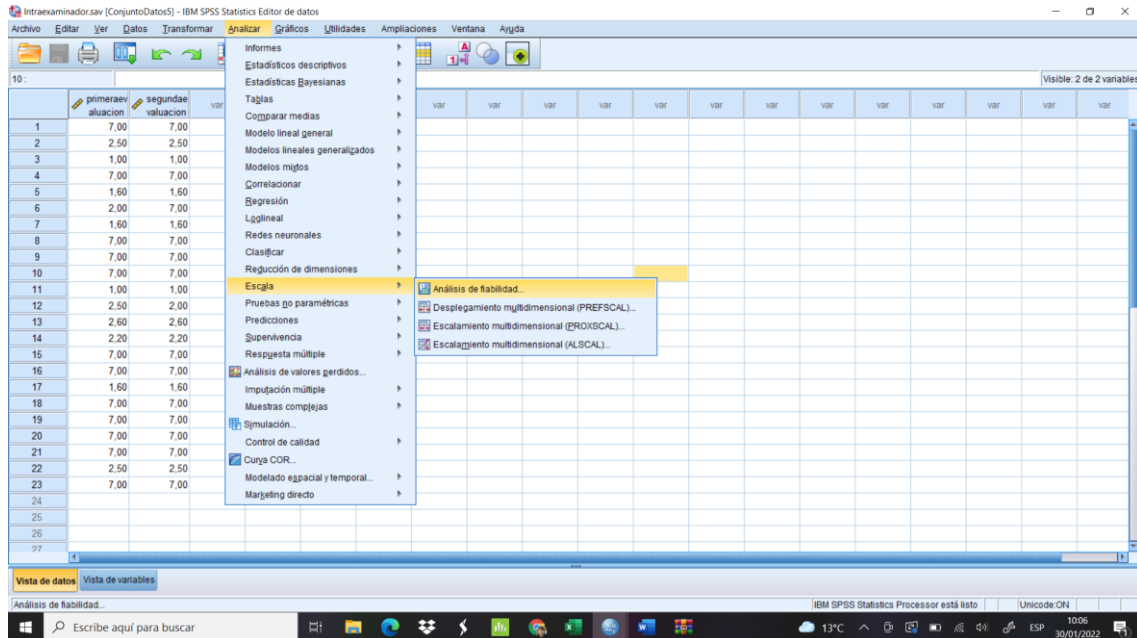 Intraexaminador.sav [ConjuntoDatos5] - IBM SPSS Statistics Editor de datos
Archivo Editar Ver Datos Transformar Analizar Gráficos Utilidades Ampliaciones Ventana Ayuda
10 :
Visible: 2 de 2 variables
primeraevaluacion segundaevaluacion var var var var var var var var var var var var var var
1 7,00 7,00
2 2,50 2,50
3 1,00 1,00
4 7,00 7,00
5 1,60 1,60
6 2,00 7,00
7 1,60 1,60
8 7,00 7,00
9 7,00 7,00
10 7,00 7,00
11 1,00 1,00
12 2,50 2,00
13 2,60 2,60
14 2,20 2,20
15 7,00 7,00
16 7,00 7,00
17 1,60 1,60
18 7,00 7,00
19 7,00 7,00
20 7,00 7,00
21 7,00 7,00
22 2,50 2,50
23 7,00 7,00
24
25
26
27
Informes
Estadísticos descriptivos
Estadísticas Bayesianas
Tablas
Comparar medias
Modelo lineal general
Modelos lineales generalizados
Modelos mixtos
Correlacionar
Regresión
Loglineal
Redes neuronales
Clasificar
Reducción de dimensiones
Escala
Pruebas no paramétricas
Predicciones
Supervivencia
Respuesta múltiple
Análisis de valores perdidos...
Imputación múltiple
Muestras complejas
Simulación...
Control de calidad
Curva COR...
Modelado espacial y temporal...
Marketing directo
Análisis de fiabilidad...
Desplegamiento multidimensional (PREFSCAL)...
Escalamiento multidimensional (PROXSCAL)...
Escalamiento multidimensional (ALSCAL)...
Vista de datos Vista de variables
Análisis de fiabilidad...
IBM SPSS Statistics Processor está listo Unicode:ON
Escribe aquí para buscar
13°C
ESP
10:06
30/01/2022